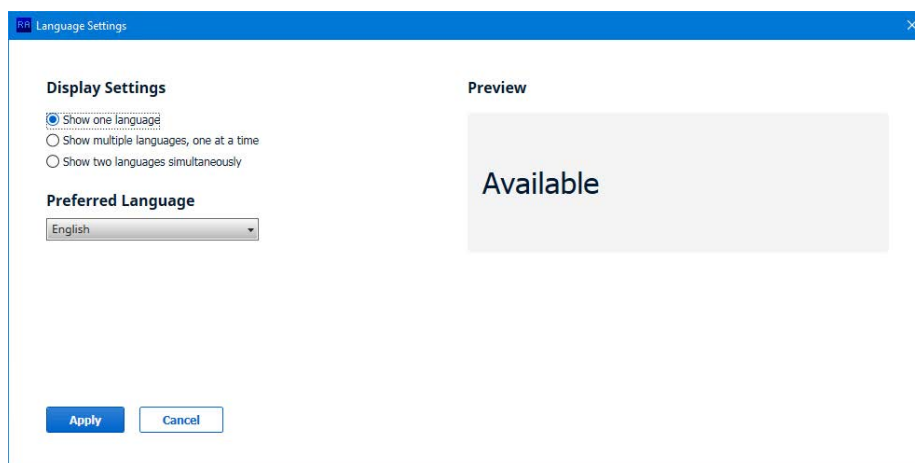 RA Language Settings
Display Settings
Show one language
Show multiple languages, one at a time
Show two languages simultaneously
Preferred Language
English
Preview
Available
Apply
Cancel